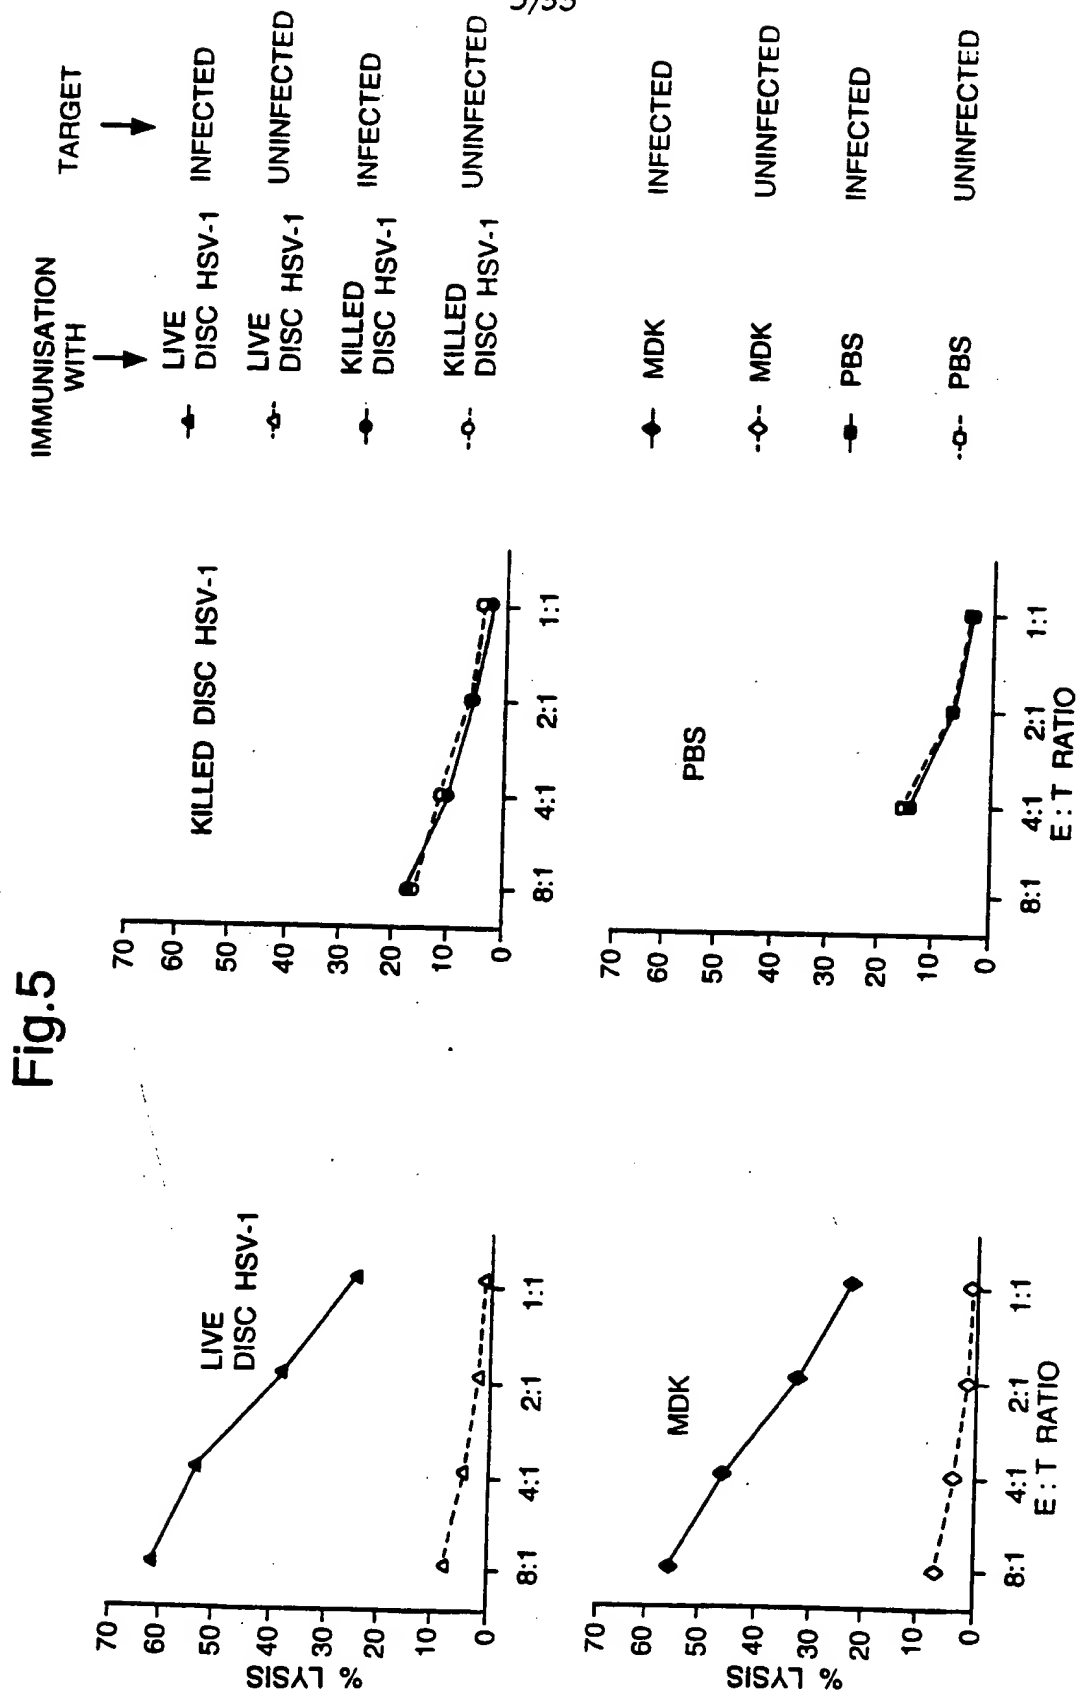 5/35
Fig.5
LIVE
DISC HSV-1
% LYSIS
70
60
50
40
30
20
10
0
8:1
4:1
2:1
1:1
KILLED DISC HSV-1
70
60
50
40
30
20
10
0
8:1
4:1
2:1
1:1
MDK
% LYSIS
70
60
50
40
30
20
10
0
8:1
4:1
2:1
1:1
E:T RATIO
PBS
70
60
50
40
30
20
10
0
8:1
4:1
2:1
1:1
E:T RATIO
IMMUNISATION
WITH
TARGET
LIVE
DISC HSV-1
INFECTED
LIVE
DISC HSV-1
UNINFECTED
KILLED
DISC HSV-1
INFECTED
KILLED
DISC HSV-1
UNINFECTED
MDK
INFECTED
MDK
UNINFECTED
PBS
INFECTED
PBS
UNINFECTED